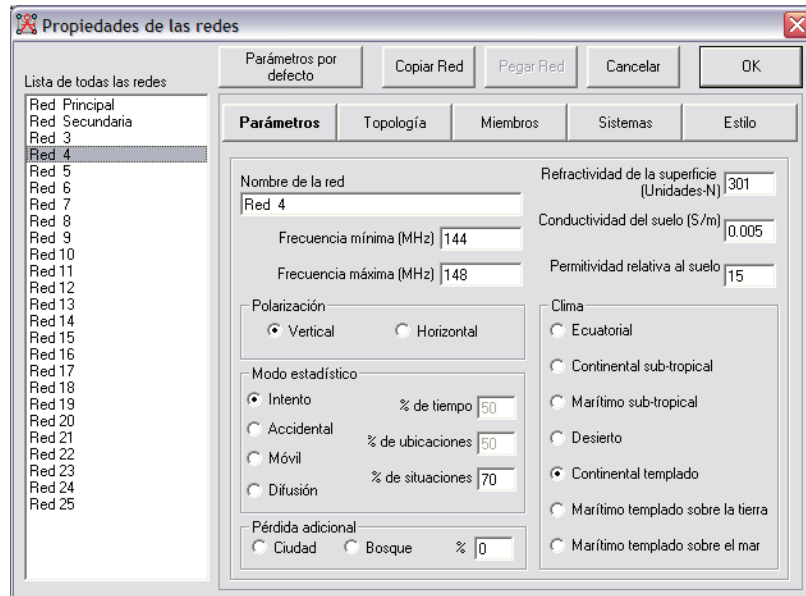 Propiedades de las redes
Lista de todas las redes
Red Principal
Red Secundaria
Red 3
Red 4
Red 5
Red 6
Red 7
Red 8
Red 9
Red 10
Red 11
Red 12
Red 13
Red 14
Red 15
Red 16
Red 17
Red 18
Red 19
Red 20
Red 21
Red 22
Red 23
Red 24
Red 25
Parámetros por
defecto
Copiar Red
Pegar Red
Cancelar
OK
Parámetros
Topología
Miembros
Sistemas
Estilo
Nombre de la red
Red 4
Frecuencia mínima (MHz) 144
Frecuencia máxima (MHz) 148
Polarización
Vertical
Horizontal
Modo estadístico
Intento
Accidental
Móvil
Difusión
% de tiempo 50
% de ubicaciones 50
% de situaciones 70
Pérdida adicional
Ciudad
Bosque
% 0
Refractividad de la superficie
(Unidades-N) 301
Conductividad del suelo (S/m) 0.005
Permitividad relativa al suelo 15
Clima
Ecuatorial
Continental sub-tropical
Marítimo sub-tropical
Desierto
Continental templado
Marítimo templado sobre la tierra
Marítimo templado sobre el mar